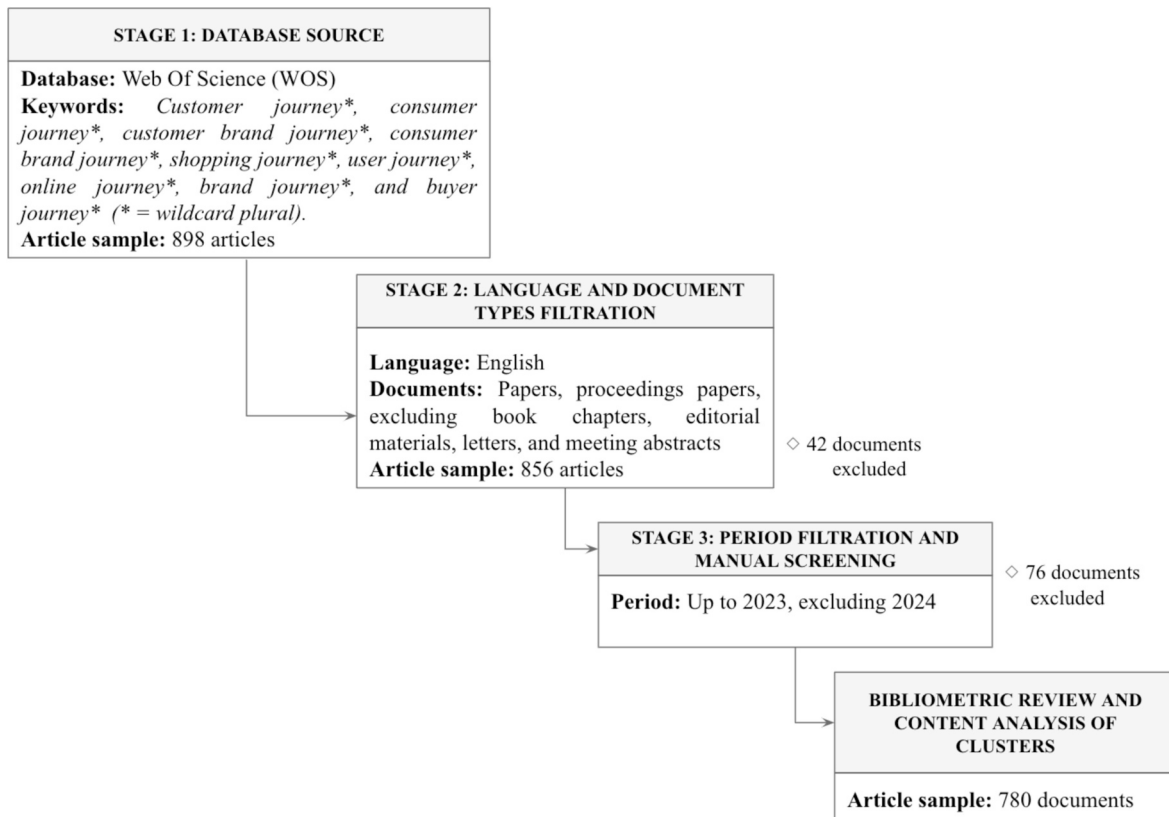 STAGE 1: DATABASE SOURCE
Database: Web Of Science (WOS)
Keywords: Customer journey*, consumer
journey*, customer brand journey*, consumer
brand journey*, shopping journey*, user journey*,
online journey*, brand journey*, and buyer
journey* (* = wildcard plural).
Article sample: 898 articles
STAGE 2: LANGUAGE AND DOCUMENT
TYPES FILTRATION
Language: English
Documents: Papers, proceedings papers,
excluding book chapters, editorial
materials, letters, and meeting abstracts
Article sample: 856 articles
◇ 42 documents
excluded
STAGE 3: PERIOD FILTRATION AND
MANUAL SCREENING
Period: Up to 2023, excluding 2024
◇ 76 documents
excluded
BIBLIOMETRIC REVIEW AND
CONTENT ANALYSIS OF
CLUSTERS
Article sample: 780 documents